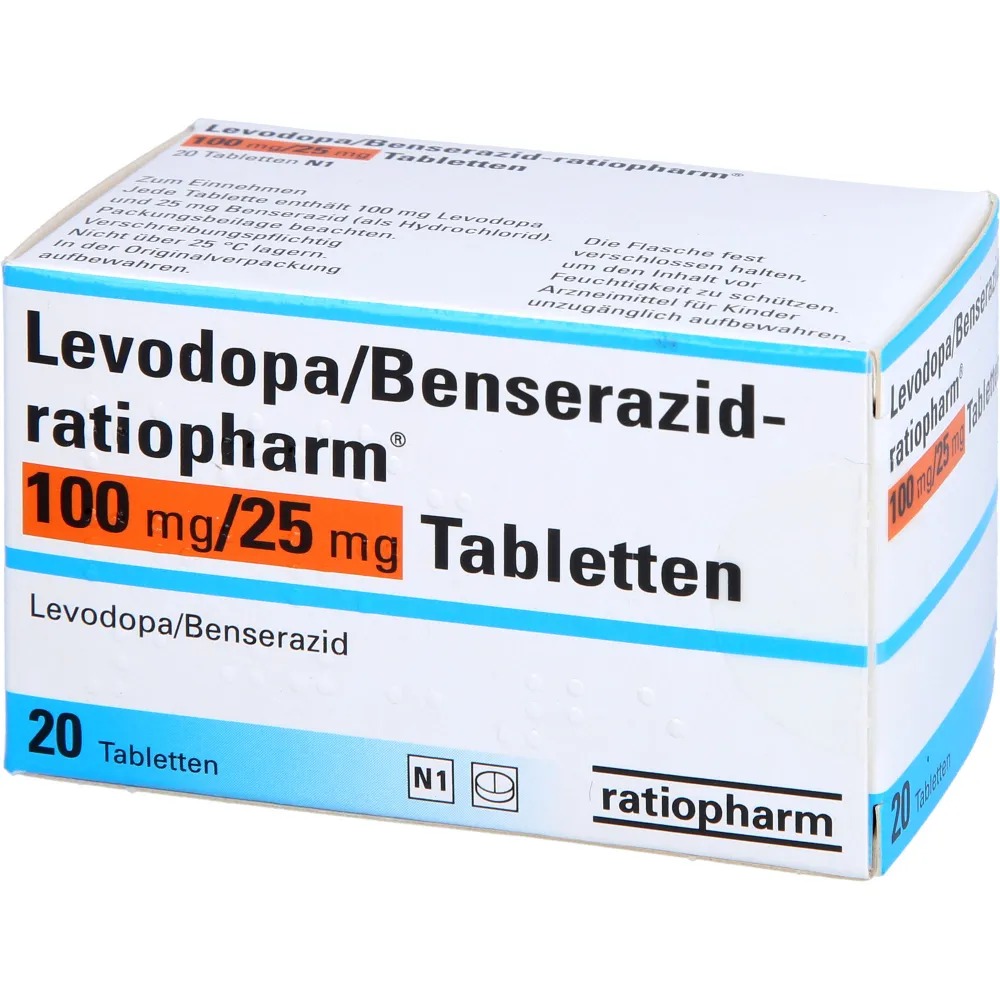 Levodopa/Benserazid-ratiopharm®
100 mg/25 mg Tabletten
20 Tabletten N1
Zum Einnehmen
Jede Tablette enthält 100 mg Levodopa
und 25 mg Benserazid (als Hydrochlorid).
Packungsbeilage beachten.
Verschreibungspflichtig
Nicht über 25 °C lagern.
In der Originalverpackung
aufbewahren.
Die Flasche fest
verschlossen halten,
um den Inhalt vor
Feuchtigkeit zu schützen.
Arzneimittel für Kinder
unzugänglich aufbewahren.
Levodopa/Benserazid-
ratiopharm®
100 mg/25 mg Tabletten
Levodopa/Benserazid
20 Tabletten
N1
ratiopharm
Levodopa/Benseraz
ratiopharm®
100 mg/25 mg Tablette
20 Tabletten